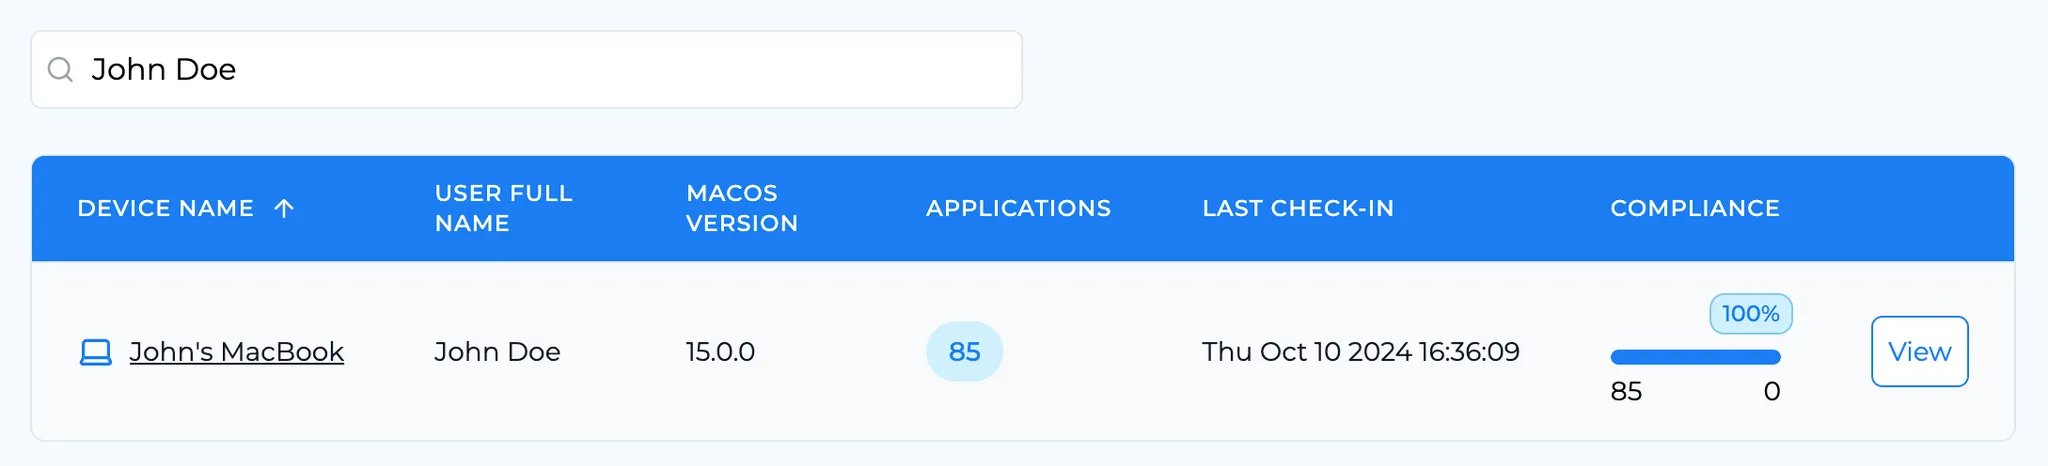 John Doe
DEVICE NAME
USER FULL
NAME
MACOS
VERSION
APPLICATIONS
LAST CHECK-IN
COMPLIANCE
John's MacBook
John Doe
15.0.0
85
Thu Oct 10 2024 16:36:09
100%
85 0
View